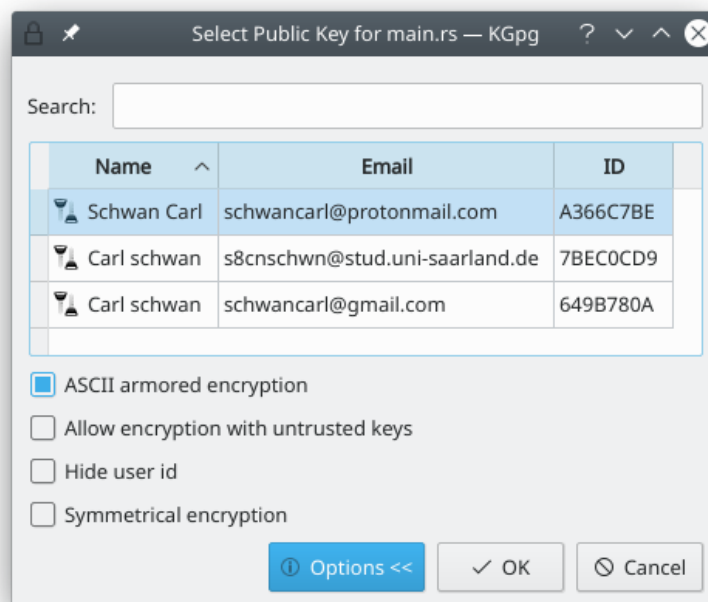 Select Public Key for main.rs — KGpg
Search:
Name Email ID
Schwan Carl schwancarl@protonmail.com A366C7BE
Carl schwan s8cnschwn@stud.uni-saarland.de 7BEC0CD9
Carl schwan schwancarl@gmail.com 649B780A
ASCII armored encryption
Allow encryption with untrusted keys
Hide user id
Symmetrical encryption
Options << OK Cancel